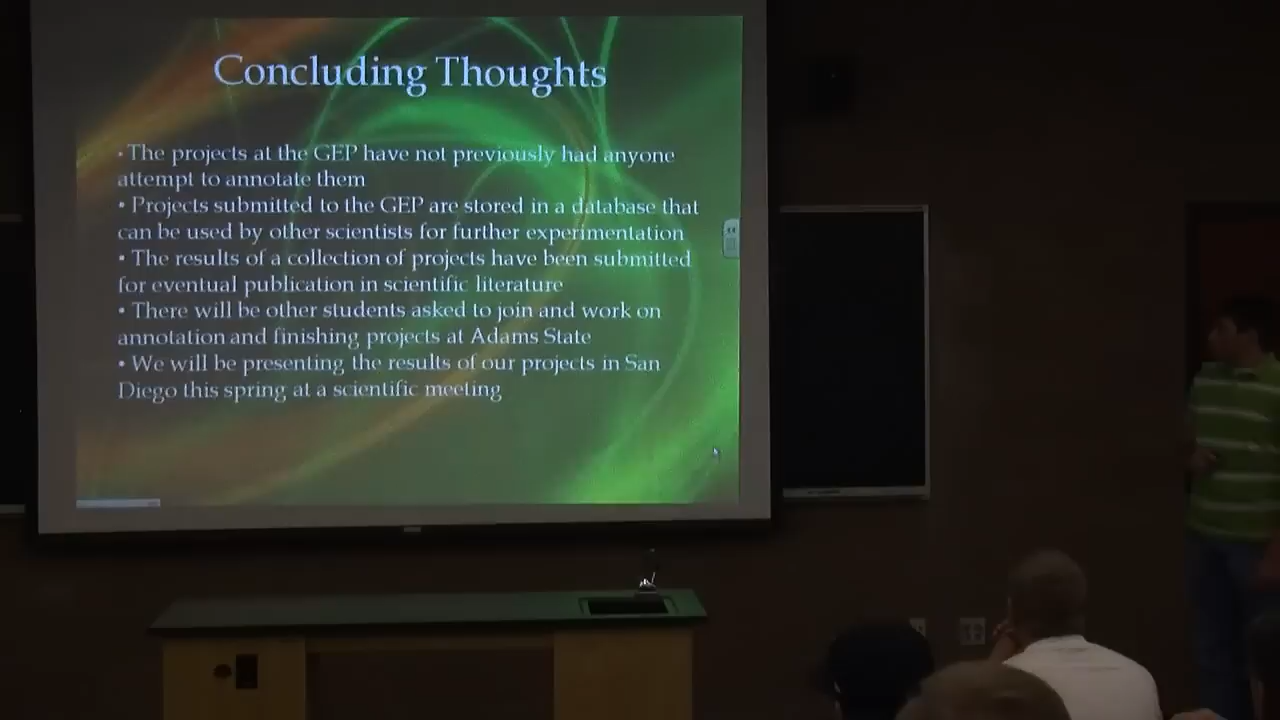 Concluding Thoughts
• The projects at the GEP have not previously had anyone
attempt to annotate them
• Projects submitted to the GEP are stored in a database that
can be used by other scientists for further experimentation
• The results of a collection of projects have been submitted
for eventual publication in scientific literature
• There will be other students asked to join and work on
annotation and finishing projects at Adams State
• We will be presenting the results of our projects in San
Diego this spring at a scientific meeting